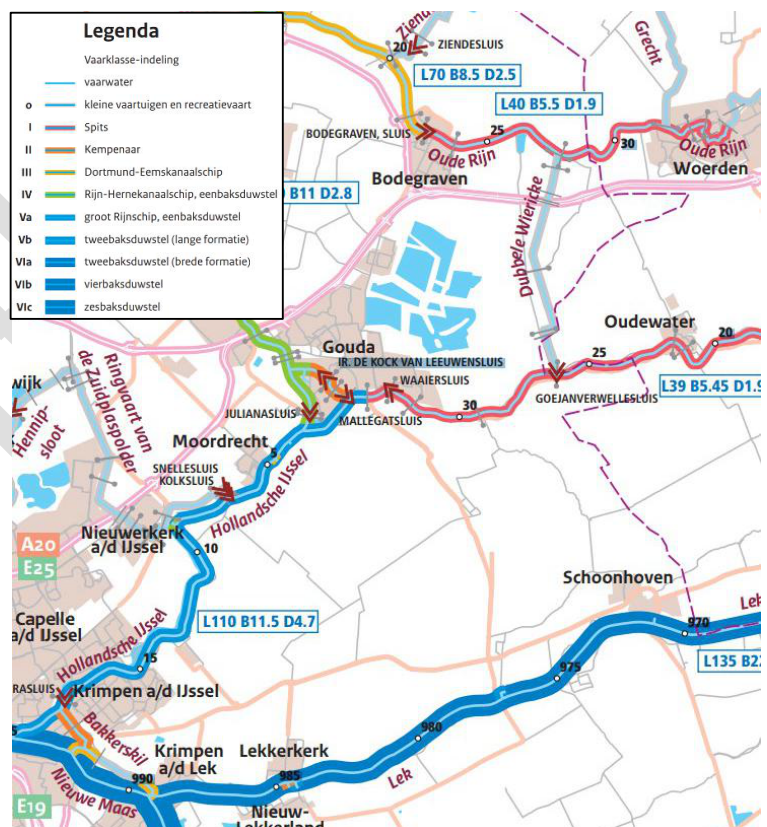 Legenda
Vaarklasse-indeling
vaarwater
o kleine vaartuigen en recreatievaart
I Spits
II Kempenaar
III Dortmund-Eemskanaalschip
IV Rijn-Hernekanaalschip, eenbaksduwstel
Va groot Rijnschip, eenbaksduwstel
Vb tweebaksduwstel (lange formatie)
VIa tweebaksduwstel (brede formatie)
VIb vierbaksduwstel
VIc zesbaksduwstel
Ziend
20
ZIENDESLUIS
Grecht
L70 B8.5 D2.5
L40 B5.5 D1.9
BODEGRAVEN, SLUIS
25
Oude Rijn
30
Oude Rijn
Bodegraven
Woerden
B11 D2.8
Dubbele Wiericke
Oudewater
20
Gouda
IR. DE KOCK VAN LEEUWENSLUIS
25
WAAIERSLUIS
L39 B5.45 D1.9
GOEJANVERWELLESLUIS
wijk
Hennip-
sloot
Ringvaart van
de Zuidplaspolder
JULIANASLUIS
MALLEGATSLUIS
30
Moordrecht
5
SNELLESLUIS
KOLKSLUIS
Hollandsche IJssel
Nieuwerkerk
a/d IJssel
A20
E25
10
Schoonhoven
Capelle
a/d IJssel
L110 B11.5 D4.7
970
Lek
Hollandsche IJssel
15
L135 B22
975
RASLUIS
Krimpen a/d IJssel
Bakkerskil
980
Krimpen
a/d Lek
Lekkerkerk
Lek
990
985
Nieuwe Maas
E19
Nieuw-
Lekkerland